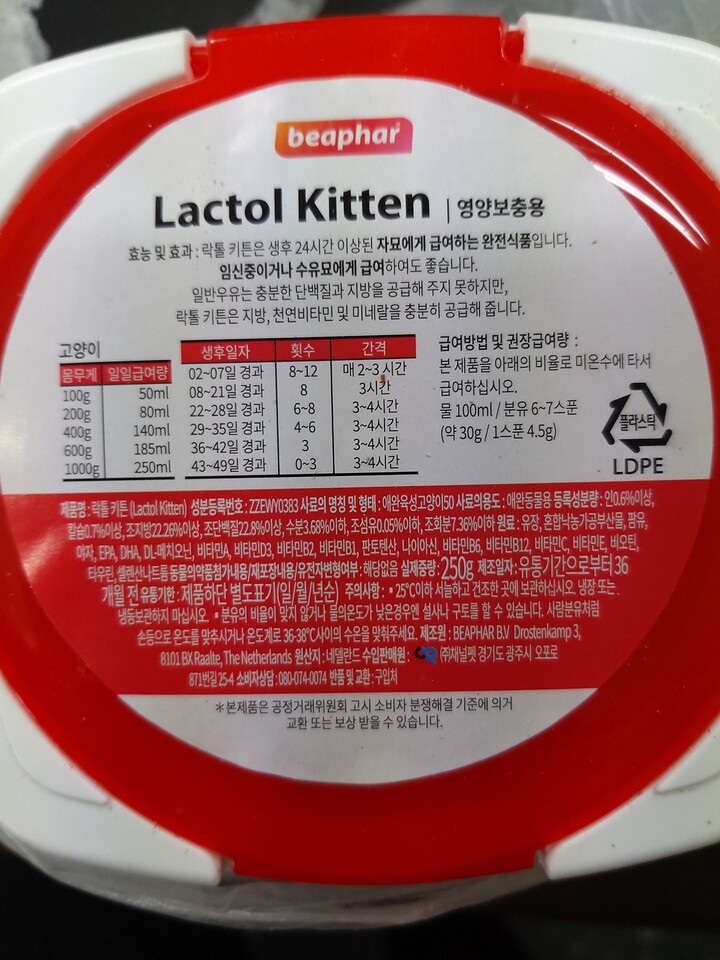 beaphar
Lactol Kitten | 영양보충용
효능 및 효과 : 락톨 키튼은 생후 24시간 이상된 자묘에게 급여하는 완전식품입니다.
임신중이거나 수유묘에게 급여하여도 좋습니다.
일반우유는 충분한 단백질과 지방을 공급해 주지 못하지만,
락톨 키튼은 지방, 천연비타민 및 미네랄을 충분히 공급해 줍니다.
고양이
몸무게 일일급여량
100g 50ml
200g 80ml
400g 140ml
600g 185ml
1000g 250ml
생후일자 횟수 간격
02~07일 경과 8~12 매 2~3 시간
08~21일 경과 8 3시간
22~28일 경과 6~8 3~4시간
29~35일 경과 4~6 3~4시간
36~42일 경과 3 3~4시간
43~49일 경과 0~3 3~4시간
급여방법 및 권장급여량 :
본 제품을 아래의 비율로 미온수에 타서
급여하십시오.
물 100ml / 분유 6~7스푼
(약 30g / 1스푼 4.5g)
플라스틱
LDPE
제품명 : 락톨 키튼 (Lactol Kitten) 성분등록번호 : ZZEWY0383 사료의 명칭 및 형태 : 애완육성고양이50 사료의용도 : 애완동물용 등록성분량 : 인0.6%이상,
칼슘0.7%이상, 조지방22.26%이상, 조단백질22.8%이상, 수분3.68%이하, 조섬유0.05%이하, 조회분7.36%이하 원료 : 유장, 혼합낙농가공부산물, 팜유,
야자, EPA, DHA, DL-메치오닌, 비타민A, 비타민D3, 비타민B2, 비타민B1, 판토텐산, 나이아신, 비타민B6, 비타민B12, 비타민C, 비타민E, 비오틴,
타우린, 셀렌산나트륨 동물의약품첨가내용/재포장내용/유전자변형여부 : 해당없음 실제중량 : 250g 제조일자 : 유통기간으로부터 36
개월 전 유통기한 : 제품하단 별도표기(일/월/년순) 주의사항 : • 25℃이하 서늘하고 건조한 곳에 보관하십시오. 냉장 또는
냉동보관하지 마십시오. • 분유의 비율이 맞지 않거나 물의온도가 낮은경우엔 설사나 구토를 할 수 있습니다. 사람분유처럼
손등으로 온도를 맞추시거나 온도계로 36-38℃사이의 수온을 맞춰주세요. 제조원 : BEAPHAR B.V Drostenkamp 3,
8101 BX Raalte, The Netherlands 원산지 : 네덜란드 수입판매원 : ㈜채널펫 경기도 광주시 오포로
871번길 25-4 소비자상담 : 080-074-0074 반품 및 교환 : 구입처
*본제품은 공정거래위원회 고시 소비자 분쟁해결 기준에 의거
교환 또는 보상 받을 수 있습니다.